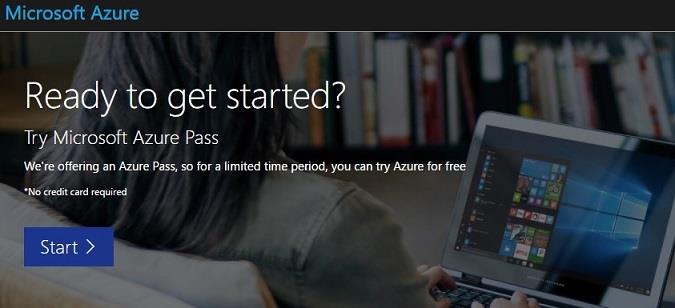 Microsoft Azure
Ready to get started?
Try Microsoft Azure Pass
We're offering an Azure Pass, so for a limited time period, you can try Azure for free
*No credit card required
Start >